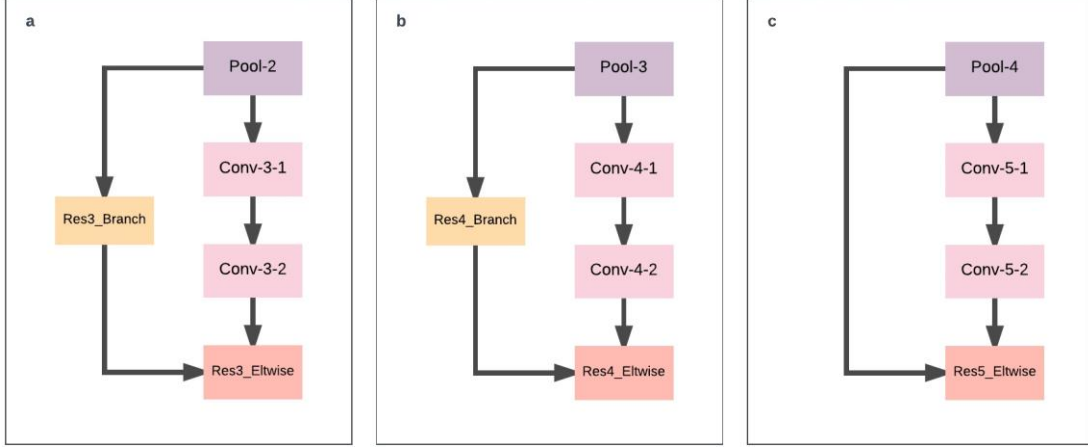 a
Pool-2
Conv-3-1
Res3_Branch
Conv-3-2
Res3_Eltwise
b
Pool-3
Conv-4-1
Res4_Branch
Conv-4-2
Res4_Eltwise
c
Pool-4
Conv-5-1
Conv-5-2
Res5_Eltwise